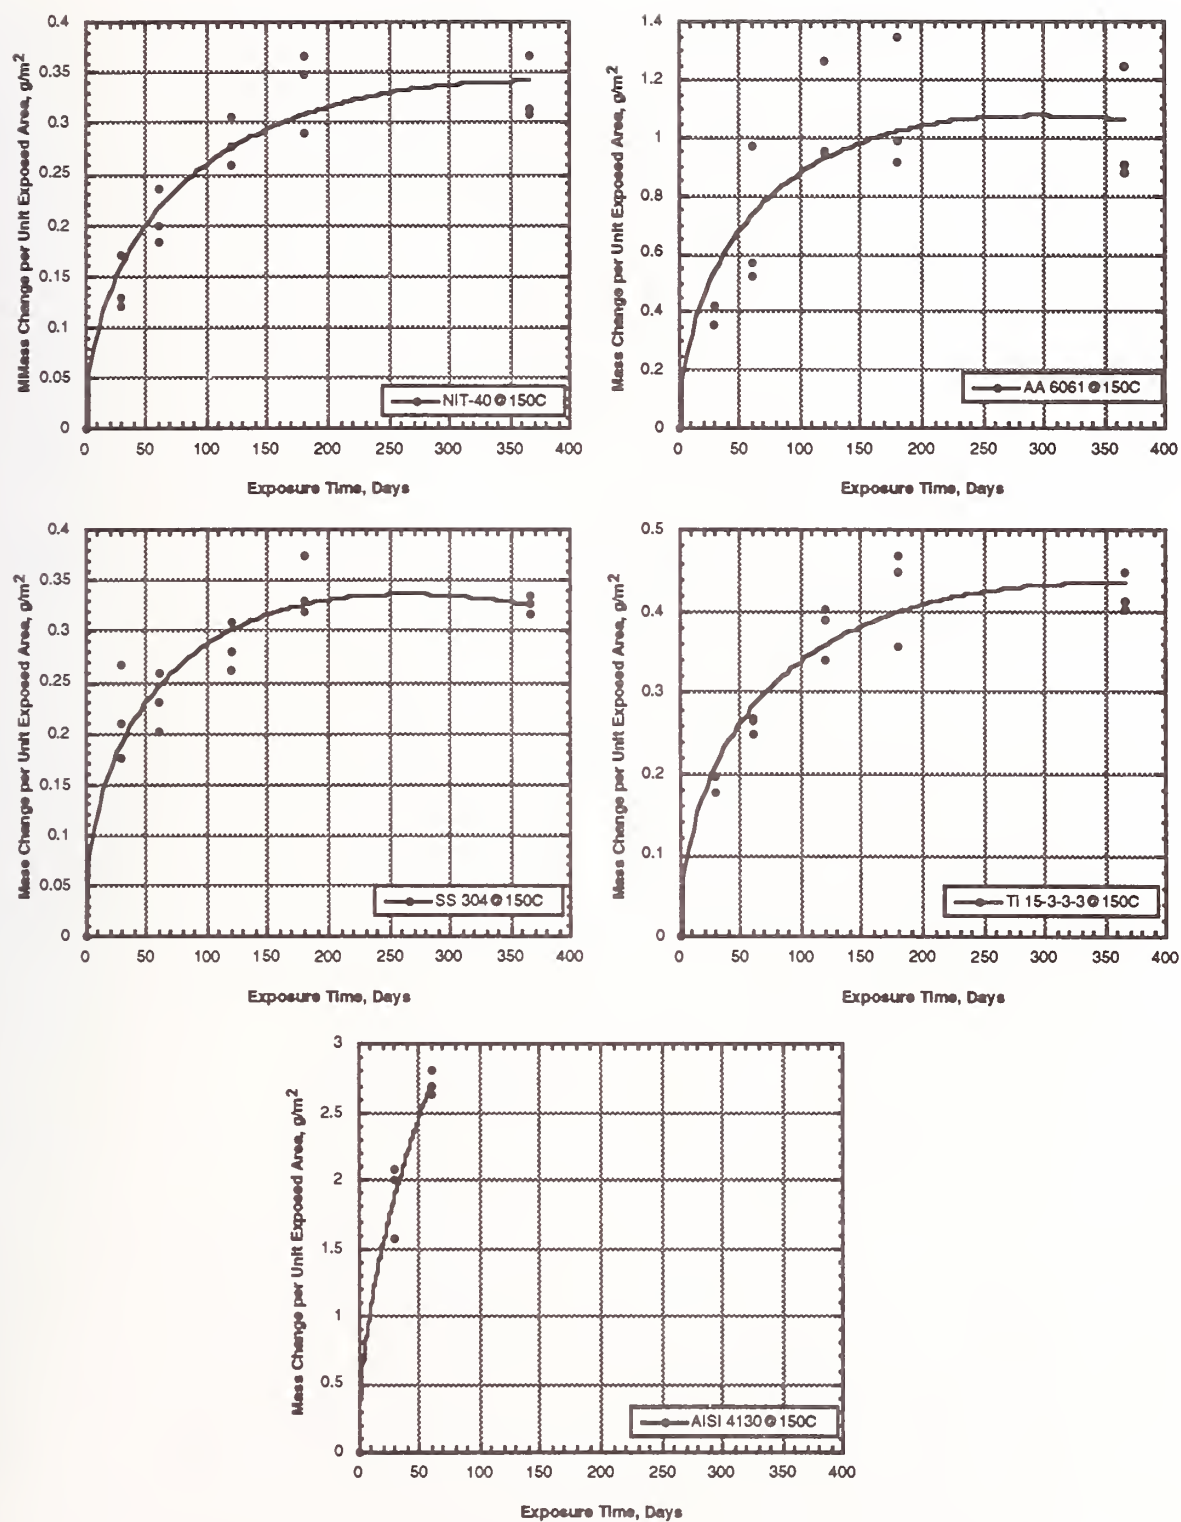 MMass Change per Unit Exposed Area, g/m2
0.4
0.35
0.3
0.25
0.2
0.15
0.1
0.05
0
0 50 100 150 200 250 300 350 400
NIT-40 @ 150C
Exposure Time, Days
Mass Change per Unit Exposed Area, g/m2
1.4
1.2
1
0.8
0.6
0.4
0.2
0
0 50 100 150 200 250 300 350 400
AA 6061 @ 150C
Exposure Time, Days
Mass Change per Unit Exposed Area, g/m2
0.4
0.35
0.3
0.25
0.2
0.15
0.1
0.05
0
0 50 100 150 200 250 300 350 400
SS 304 @ 150C
Exposure Time, Days
Mass Change per Unit Exposed Area, g/m2
0.5
0.4
0.3
0.2
0.1
0
0 50 100 150 200 250 300 350 400
Ti 15-3-3-3 @ 150C
Exposure Time, Days
Mass Change per Unit Exposed Area, g/m2
3
2.5
2
1.5
1
0.5
0
0 50 100 150 200 250 300 350 400
AISI 4130 @ 150C
Exposure Time, Days